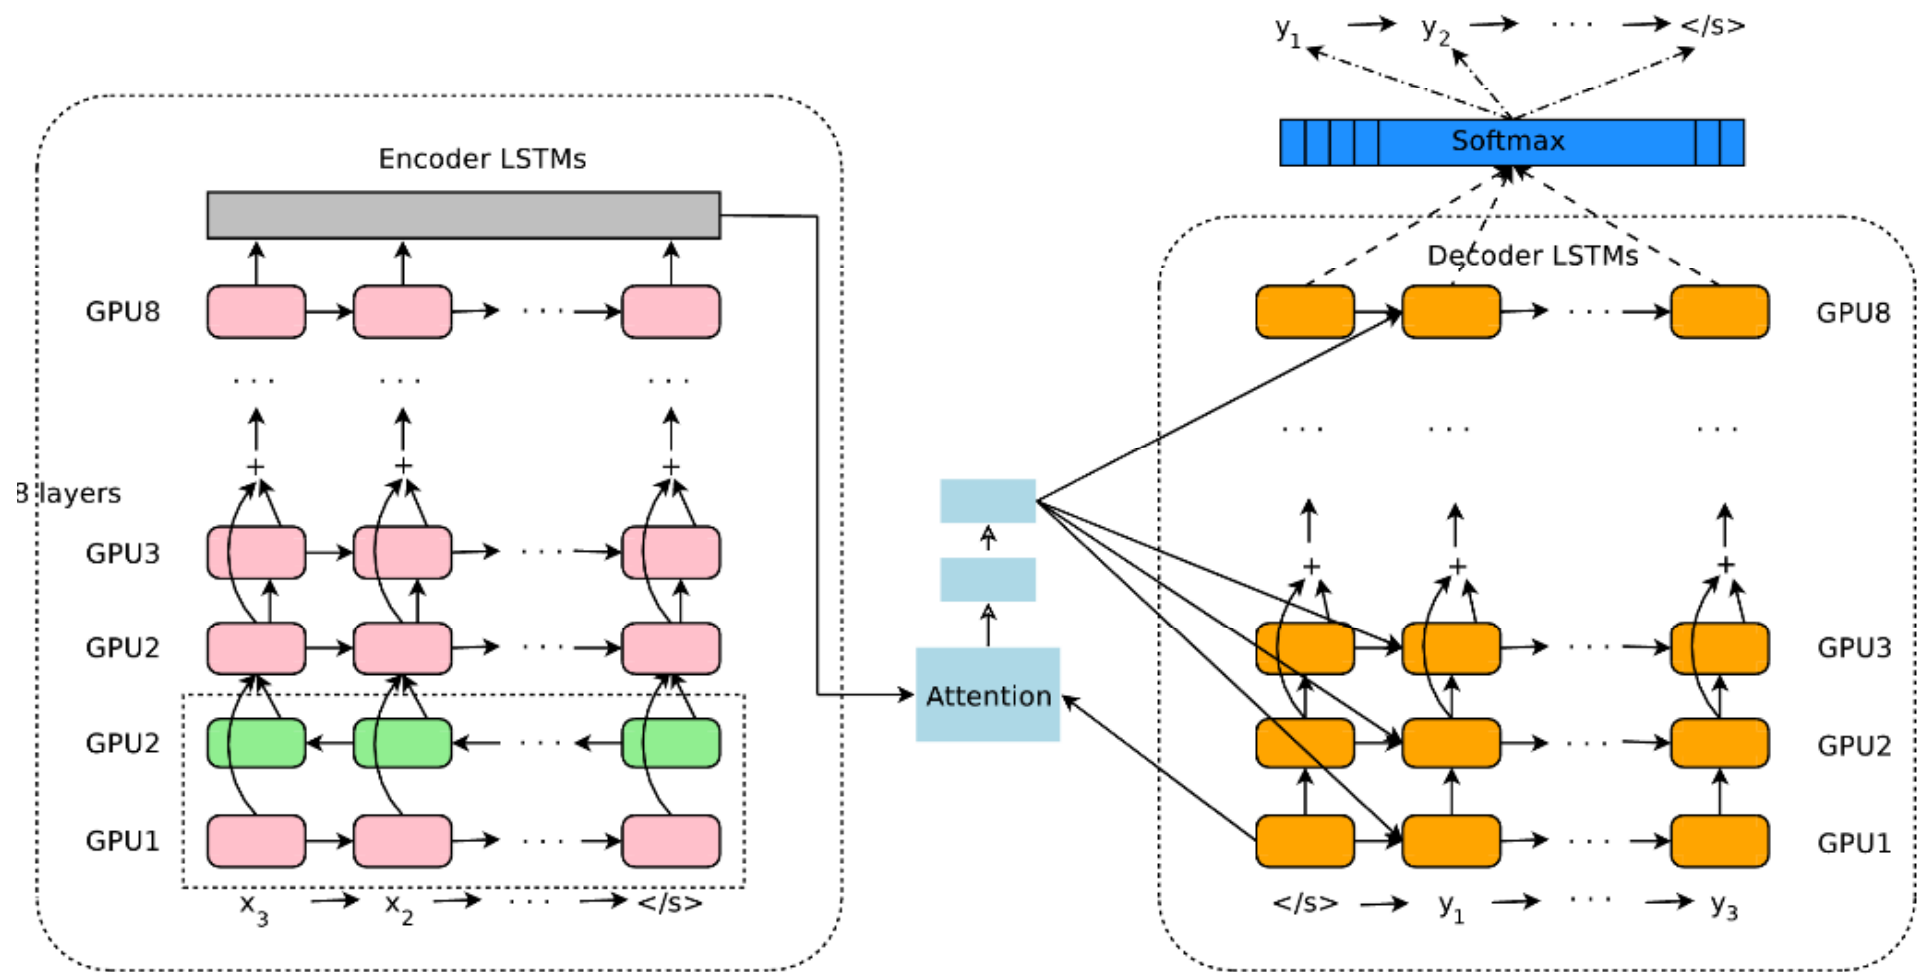 y1 → y2 → ··· → </s>
Softmax
Encoder LSTMs
Decoder LSTMs
GPU8
GPU8
··· ··· ···
··· ··· ···
+ + +
8 layers
GPU3
+ + +
GPU2
GPU3
Attention
GPU2
GPU2
GPU1
GPU1
x3 → x2 → ··· → </s>
</s> → y1 → ··· → y3